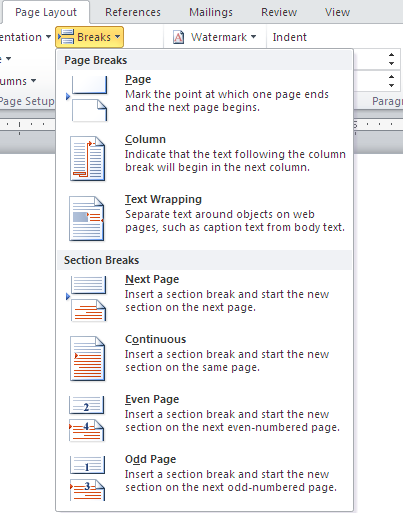 Page Layout References Mailings Review View
entation Breaks Watermark Indent
Page Breaks
Page
Mark the point at which one page ends
and the next page begins.
Column
Indicate that the text following the column
break will begin in the next column.
Text Wrapping
Separate text around objects on web
pages, such as caption text from body text.
Section Breaks
Next Page
Insert a section break and start the new
section on the next page.
Continuous
Insert a section break and start the new
section on the same page.
Even Page
2
4
Insert a section break and start the new
section on the next even-numbered page.
Odd Page
1
3
Insert a section break and start the new
section on the next odd-numbered page.
lumns
Page Setup
Paragr
5